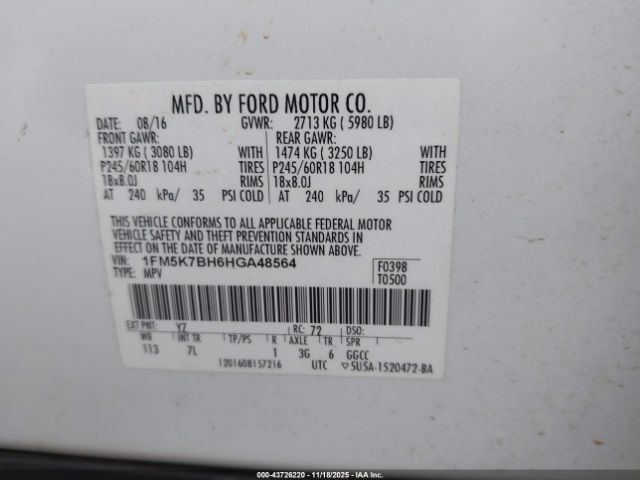 MFD. BY FORD MOTOR CO.
DATE: 08/16 GVWR: 2713 KG ( 5980 LB)
FRONT GAWR: REAR GAWR:
1397 KG ( 3080 LB) WITH 1474 KG ( 3250 LB) WITH
P245/60R18 104H TIRES P245/60R18 104H TIRES
18x8.0J RIMS 18x8.0J RIMS
AT 240 kPa/ 35 PSI COLD AT 240 kPa/ 35 PSI COLD
THIS VEHICLE CONFORMS TO ALL APPLICABLE FEDERAL MOTOR
VEHICLE SAFETY AND THEFT PREVENTION STANDARDS IN
EFFECT ON THE DATE OF MANUFACTURE SHOWN ABOVE.
VIN: 1FM5K7BH6HGA48564 F0398
TYPE: MPV T0500
EXT PNT: YZ RC: 72 DSO:
WB INT TR TP/PS R AXLE TR SPR
113 7L 1 3G 6 GGCC
1201608157216 UTC ▽5U5A-1520472-BA
000-43726220 - 11/18/2025 - IAA Inc.